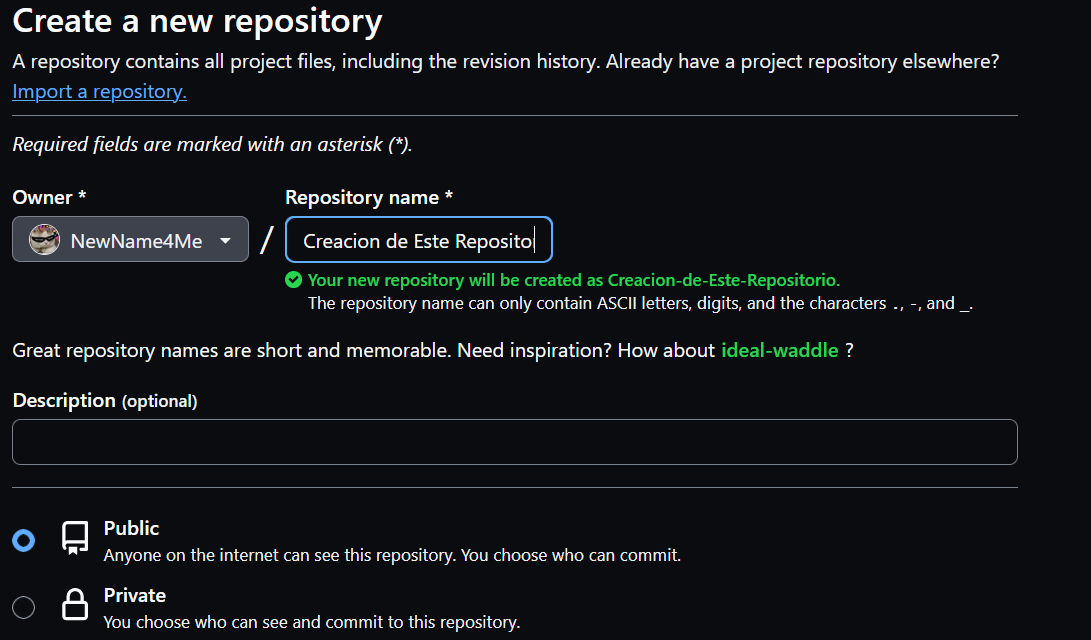 Create a new repository
A repository contains all project files, including the revision history. Already have a project repository elsewhere?
Import a repository.
Required fields are marked with an asterisk (*).
Owner * Repository name *
NewName4Me / Creacion de Este Reposito
Your new repository will be created as Creacion-de-Este-Repositorio.
The repository name can only contain ASCII letters, digits, and the characters ., -, and _.
Great repository names are short and memorable. Need inspiration? How about ideal-waddle ?
Description (optional)
Public
Anyone on the internet can see this repository. You choose who can commit.
Private
You choose who can see and commit to this repository.